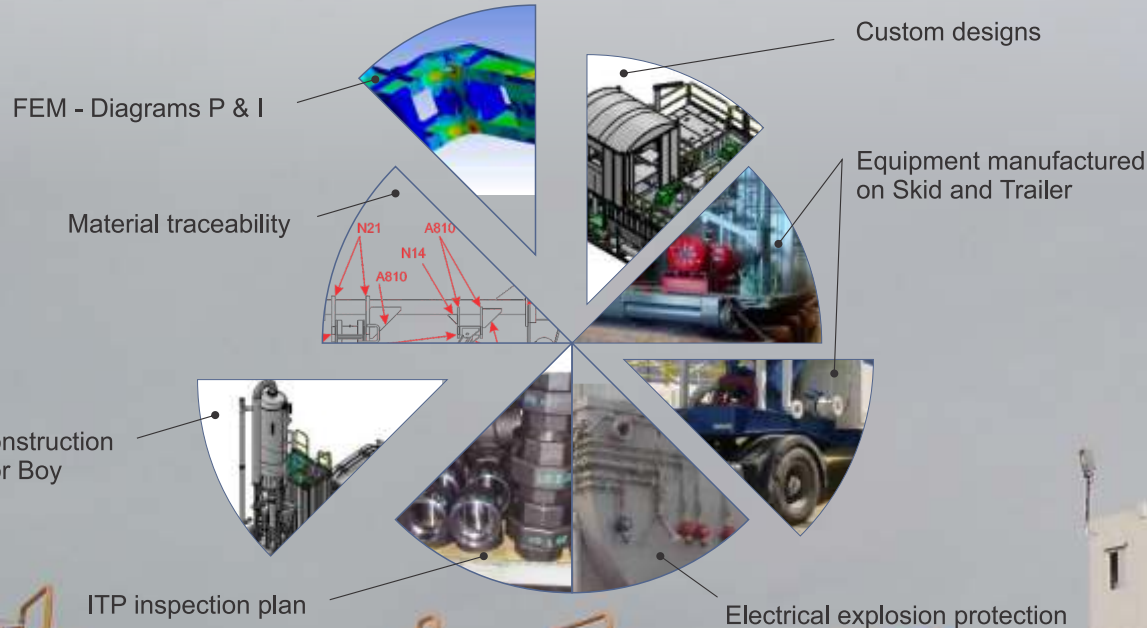 Custom designs
FEM - Diagrams P & I
Equipment manufactured
on Skid and Trailer
Material traceability
N21
A810
N14
A810
onstruction
or Boy
ITP inspection plan
Electrical explosion protection